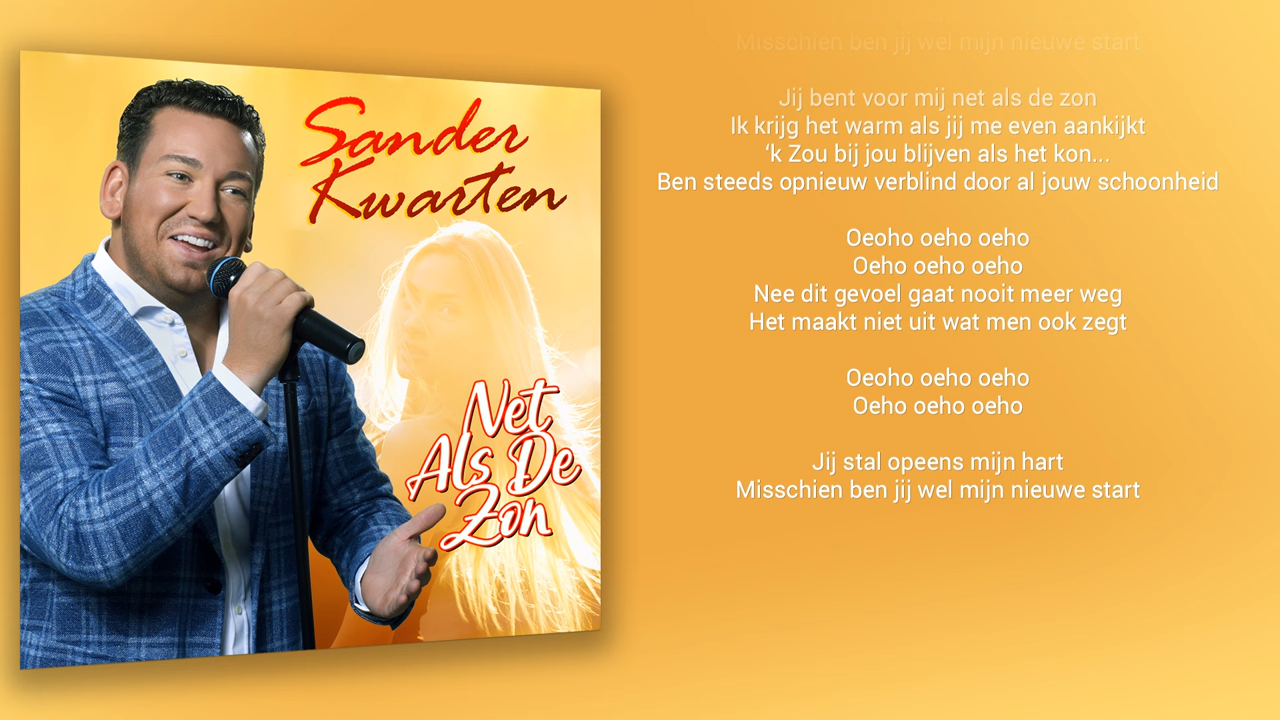 Sander
Kwarten
Net
Als De
Zon
Misschien ben jij wel mijn nieuwe start
Jij bent voor mij net als de zon
Ik krijg het warm als jij me even aankijkt
‘k Zou bij jou blijven als het kon...
Ben steeds opnieuw verblind door al jouw schoonheid
Oeoho oeho oeho
Oeho oeho oeho
Nee dit gevoel gaat nooit meer weg
Het maakt niet uit wat men ook zegt
Oeoho oeho oeho
Oeho oeho oeho
Jij stal opeens mijn hart
Misschien ben jij wel mijn nieuwe start